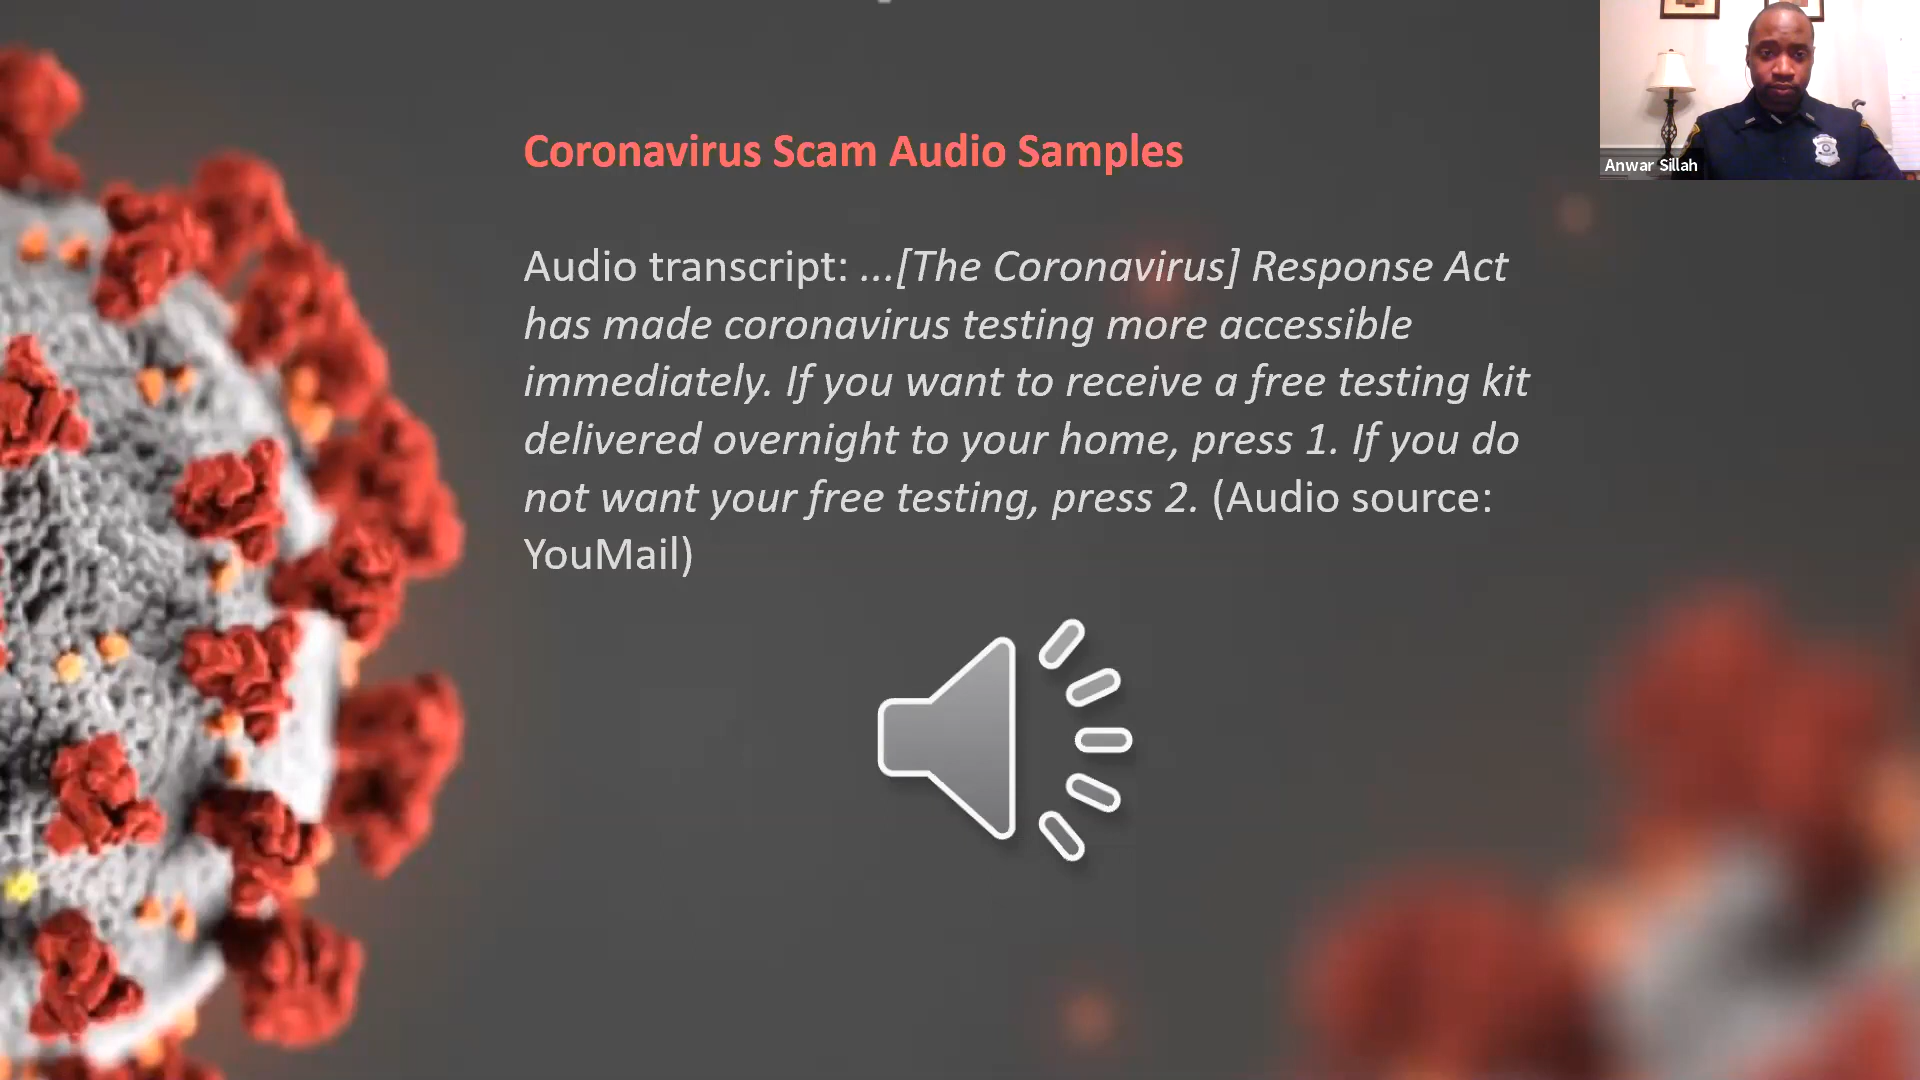 Coronavirus Scam Audio Samples
Audio transcript: ...[The Coronavirus] Response Act
has made coronavirus testing more accessible
immediately. If you want to receive a free testing kit
delivered overnight to your home, press 1. If you do
not want your free testing, press 2. (Audio source:
YouMail)
Anwar Sillah